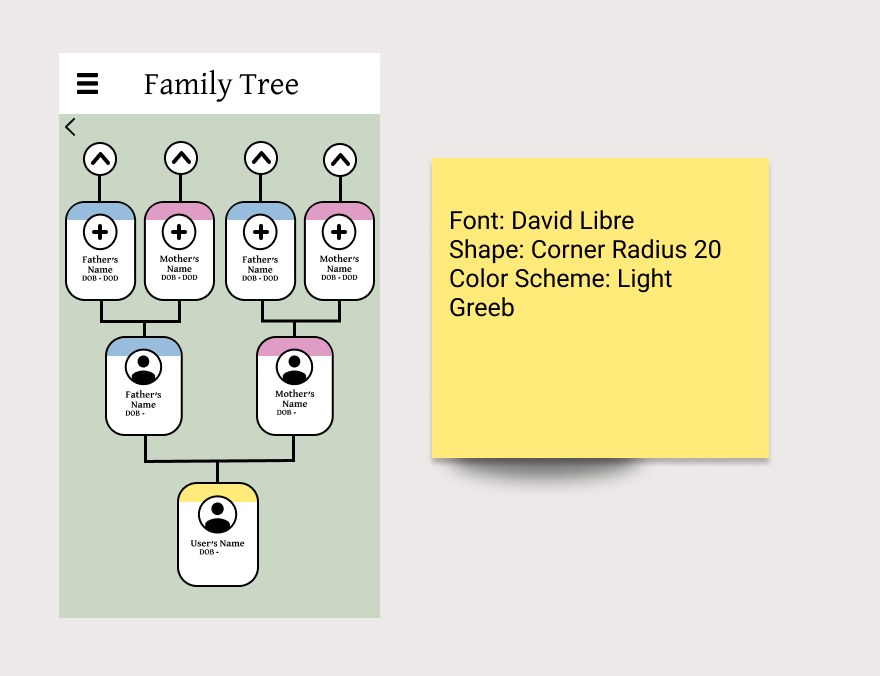 Family Tree
Father's
Name
DOB - DOD
Mother's
Name
DOB - DOD
Father's
Name
DOB - DOD
Mother's
Name
DOB - DOD
Father's
Name
DOB -
Mother's
Name
DOB -
User's Name
DOB -
Font: David Libre
Shape: Corner Radius 20
Color Scheme: Light
Greeb